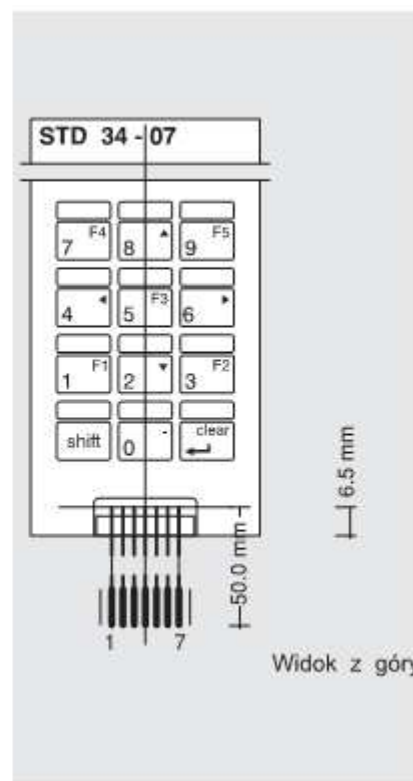 STD 34 - 07
7 F4 8 ▲ 9 F5
4 ◄ 5 F3 6 ►
1 F1 2 ▼ 3 F2
shift 0 - clear ↵
6.5 mm
50.0 mm
1 7
Widok z góry